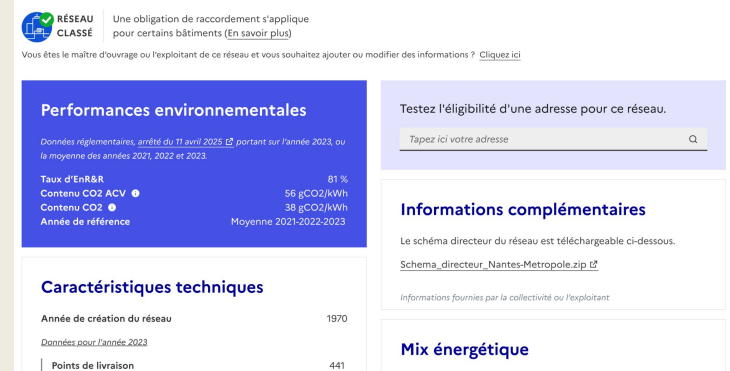 RÉSEAU
CLASSÉ
Une obligation de raccordement s'applique
pour certains bâtiments (En savoir plus)
Vous êtes le maître d'ouvrage ou l'exploitant de ce réseau et vous souhaitez ajouter ou modifier des informations ? Cliquez ici
Performances environnementales
Données réglementaires, arrêté du 11 avril 2025 portant sur l'année 2023, ou
la moyenne des années 2021, 2022 et 2023.
Taux d'EnR&R 81 %
Contenu CO2 ACV 56 gCO2/kWh
Contenu CO2 38 gCO2/kWh
Année de référence Moyenne 2021-2022-2023
Caractéristiques techniques
Année de création du réseau 1970
Données pour l'année 2023
Points de livraison 441
Testez l'éligibilité d'une adresse pour ce réseau.
Tapez ici votre adresse
Informations complémentaires
Le schéma directeur du réseau est téléchargeable ci-dessous.
Schema_directeur_Nantes-Metropole.zip
Informations fournies par la collectivité ou l'exploitant
Mix énergétique